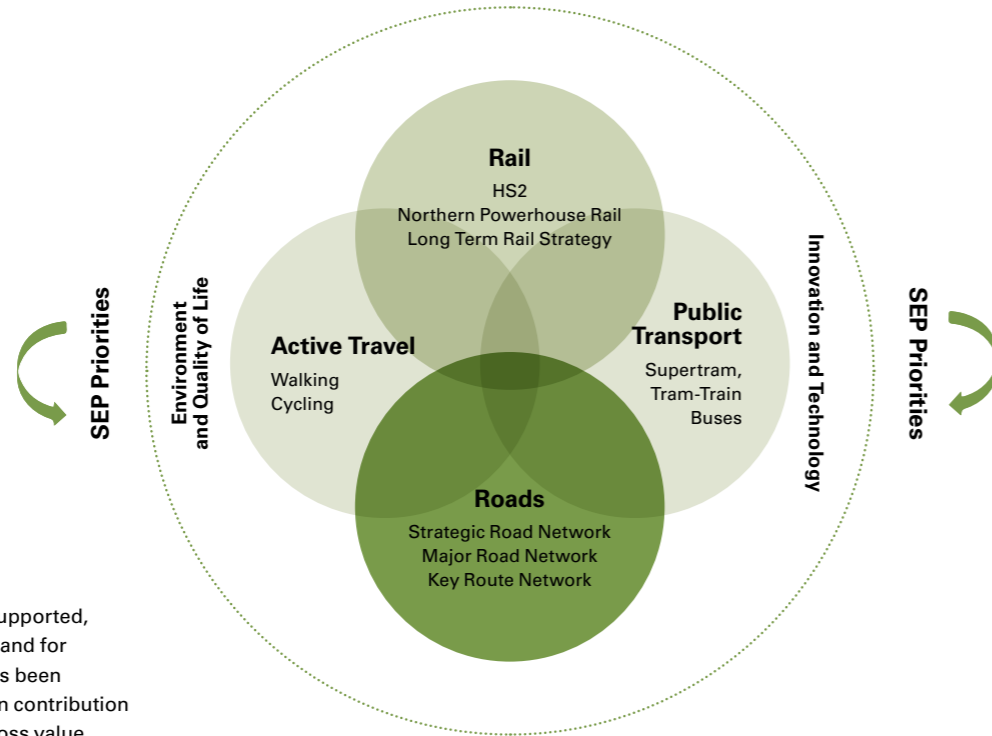 Rail
HS2
Northern Powerhouse Rail
Long Term Rail Strategy
SEP Priorities
Environment
and Quality of Life
Active Travel
Walking
Cycling
Public
Transport
Supertram,
Tram-Train
Buses
Innovation and Technology
SEP Priorities
Roads
Strategic Road Network
Major Road Network
Key Route Network
and for
been
contribution
value